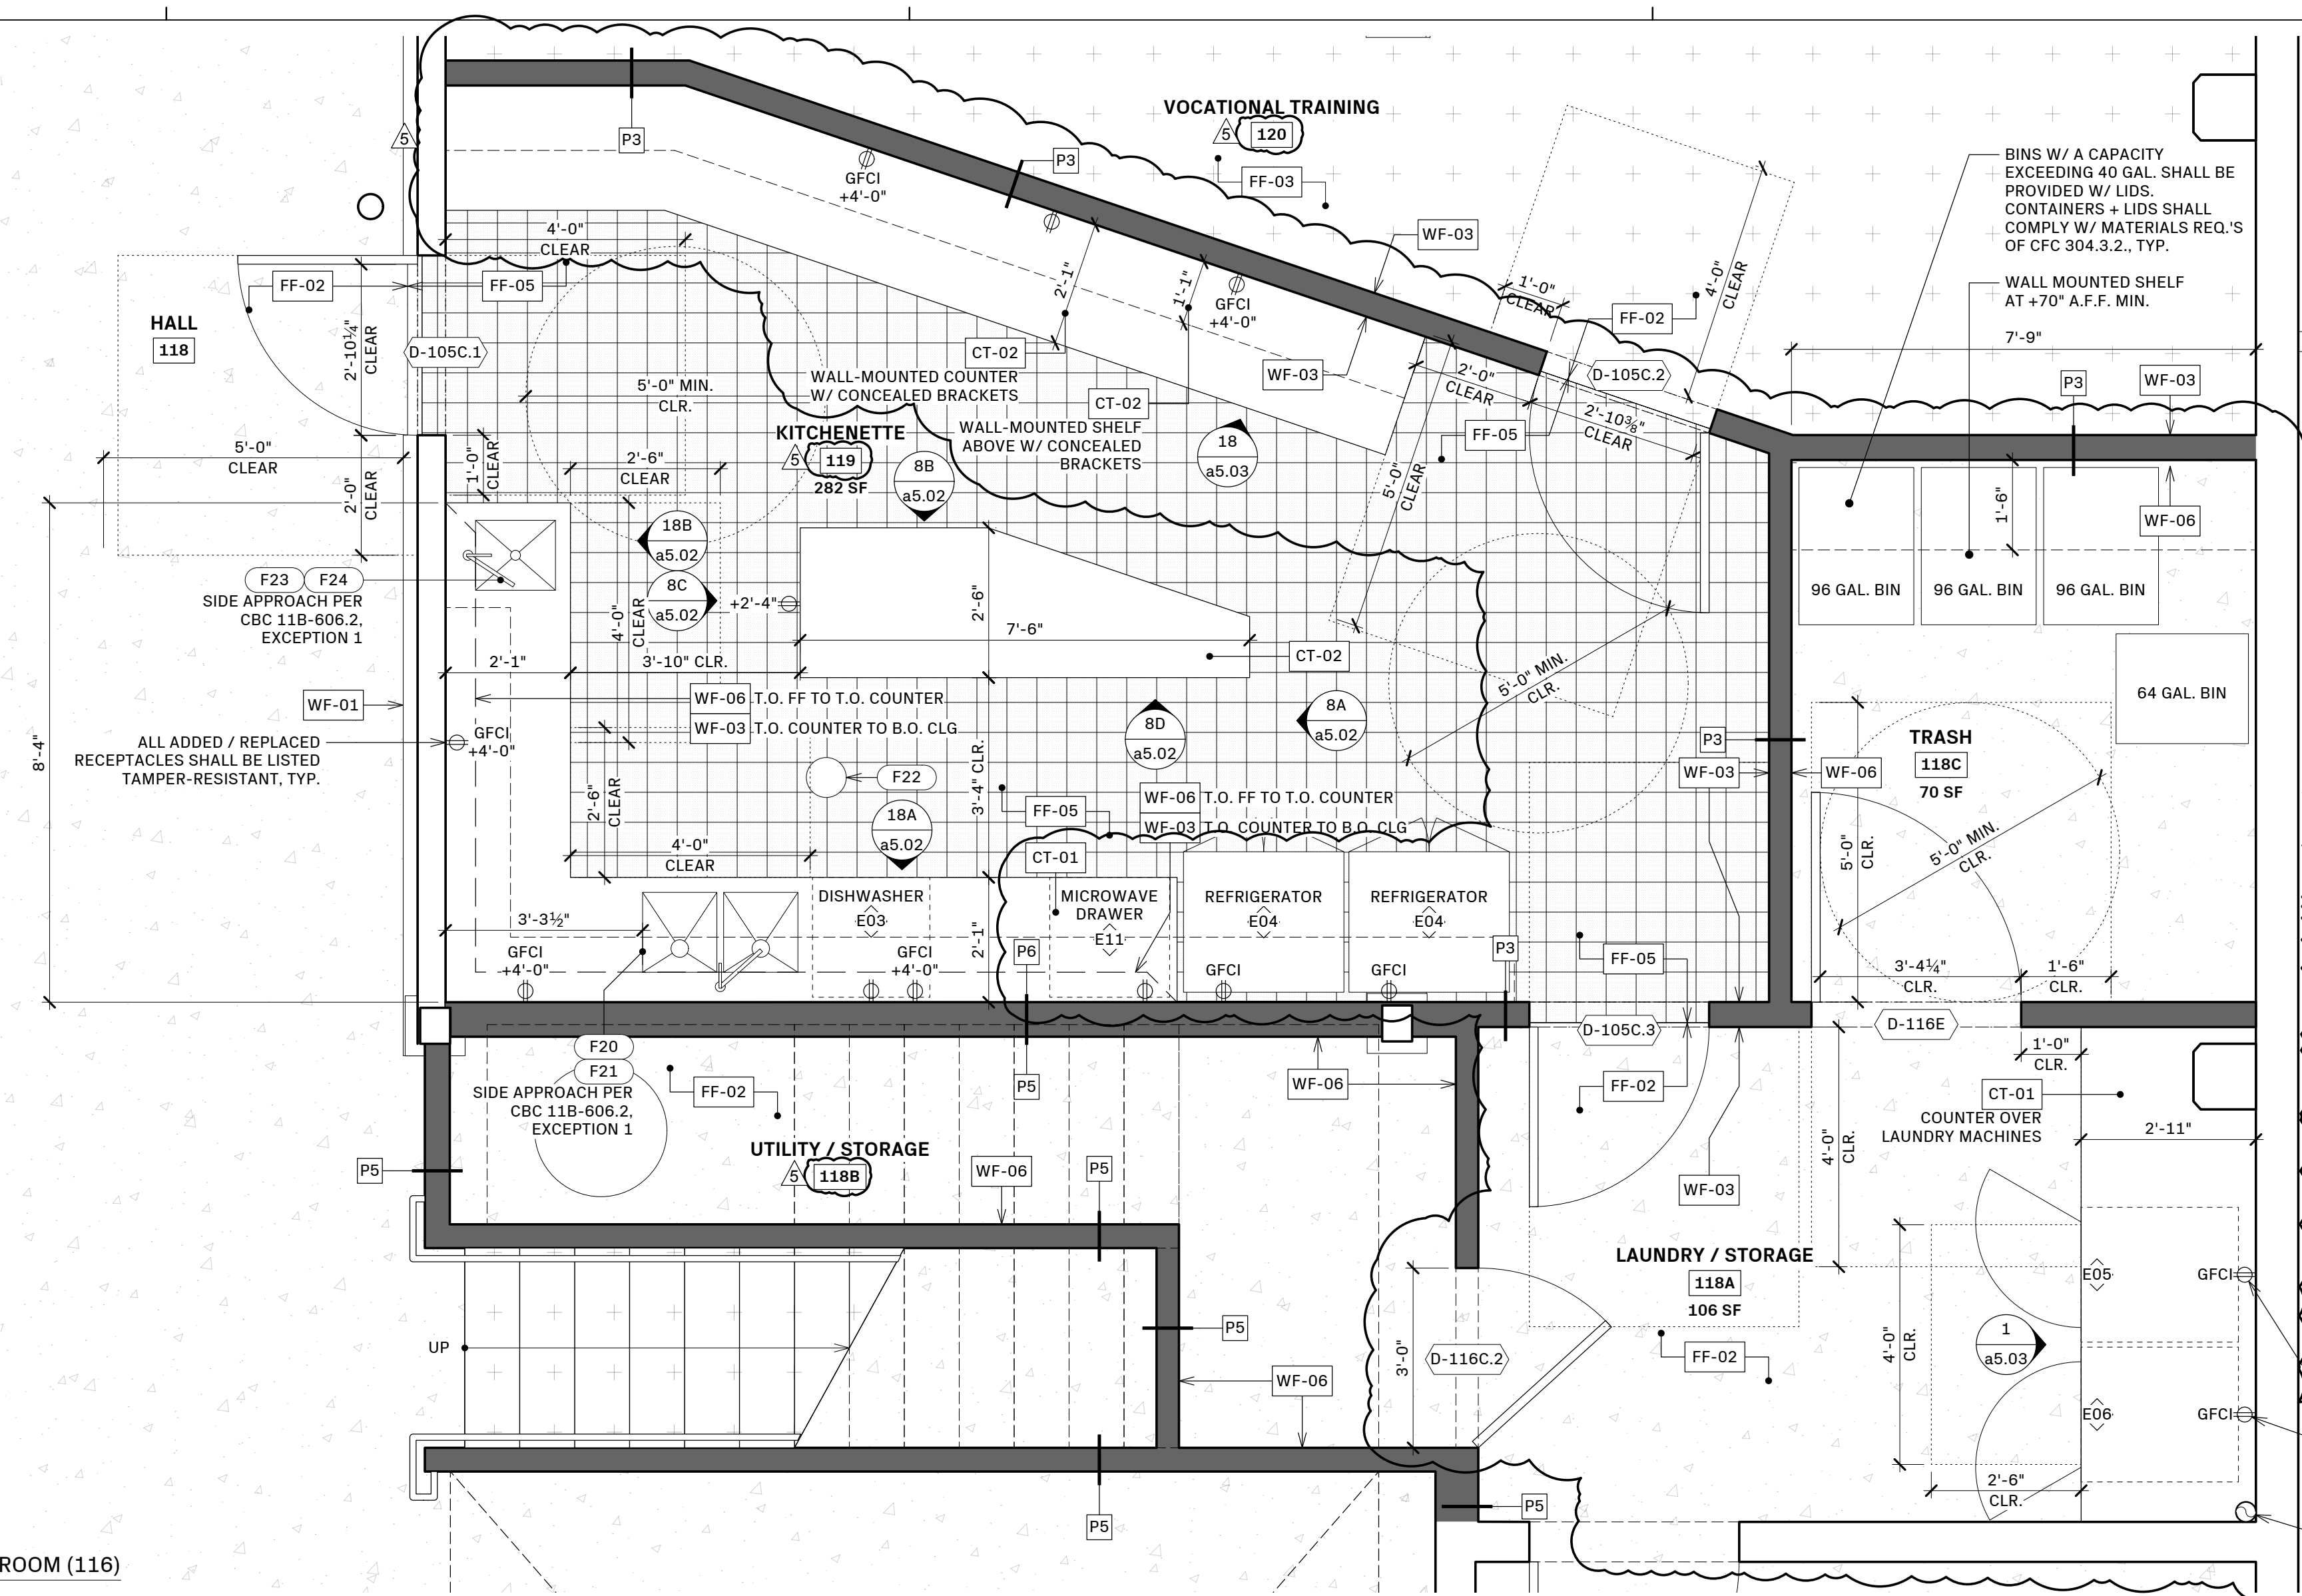 VOCATIONAL TRAINING
5
120
FF-03
P3
P3
5
GFCI
+4'-0"
WF-03
4'-0"
CLEAR
FF-02
FF-05
HALL
118
2'-10¼"
CLEAR
D-105C.1
5'-0" MIN.
CLR.
2'-1"
1'-1"
GFCI
+4'-0"
CT-02
WALL-MOUNTED COUNTER
W/ CONCEALED BRACKETS
CT-02
WF-03
WALL-MOUNTED SHELF
ABOVE W/ CONCEALED
BRACKETS
1'-0"
CLEAR
4'-0"
CLEAR
FF-02
D-105C.2
2'-0"
CLEAR
2'-10⅜"
CLEAR
FF-05
5'-0"
CLEAR
18
a5.03
BINS W/ A CAPACITY
EXCEEDING 40 GAL. SHALL BE
PROVIDED W/ LIDS.
CONTAINERS + LIDS SHALL
COMPLY W/ MATERIALS REQ.'S
OF CFC 304.3.2., TYP.
WALL MOUNTED SHELF
AT +70" A.F.F. MIN.
7'-9"
P3
WF-03
WF-06
1'-6"
96 GAL. BIN
96 GAL. BIN
96 GAL. BIN
64 GAL. BIN
KITCHENETTE
5
119
282 SF
8B
a5.02
5'-0"
CLEAR
2'-0"
CLEAR
1'-0"
CLEAR
2'-6"
CLEAR
18B
a5.02
8C
a5.02
+2'-4"
F23
F24
SIDE APPROACH PER
CBC 11B-606.2,
EXCEPTION 1
4'-0"
CLEAR
2'-1"
3'-10" CLR.
2'-6"
7'-6"
CT-02
5'-0" MIN.
CLR.
WF-01
WF-06
T.O. FF TO T.O. COUNTER
WF-03
T.O. COUNTER TO B.O. CLG
8D
a5.02
8A
a5.02
8'-4"
ALL ADDED / REPLACED
RECEPTACLES SHALL BE LISTED
TAMPER-RESISTANT, TYP.
GFCI
+4'-0"
F22
2'-6"
CLEAR
18A
a5.02
3'-4" CLR.
FF-05
WF-06
T.O. FF TO T.O. COUNTER
WF-03
T.O. COUNTER TO B.O. CLG
P3
WF-03
WF-06
TRASH
118C
70 SF
5'-0"
CLR.
5'-0" MIN.
CLR.
4'-0"
CLEAR
CT-01
DISHWASHER
E03
MICROWAVE
DRAWER
E11
REFRIGERATOR
E04
REFRIGERATOR
E04
3'-3½"
GFCI
+4'-0"
GFCI
+4'-0"
2'-1"
P6
GFCI
GFCI
P3
FF-05
3'-4¼"
CLR.
1'-6"
CLR.
D-105C.3
D-116E
F20
F21
SIDE APPROACH PER
CBC 11B-606.2,
EXCEPTION 1
FF-02
P5
WF-06
FF-02
1'-0"
CLR.
CT-01
COUNTER OVER
LAUNDRY MACHINES
2'-11"
4'-0"
CLR.
UTILITY / STORAGE
5
118B
P5
WF-06
P5
WF-03
LAUNDRY / STORAGE
118A
106 SF
E05
GFCI
UP
P5
WF-06
3'-0"
D-116C.2
FF-02
4'-0"
CLR.
1
a5.03
E06
GFCI
2'-6"
CLR.
P5
P5
ROOM (116)